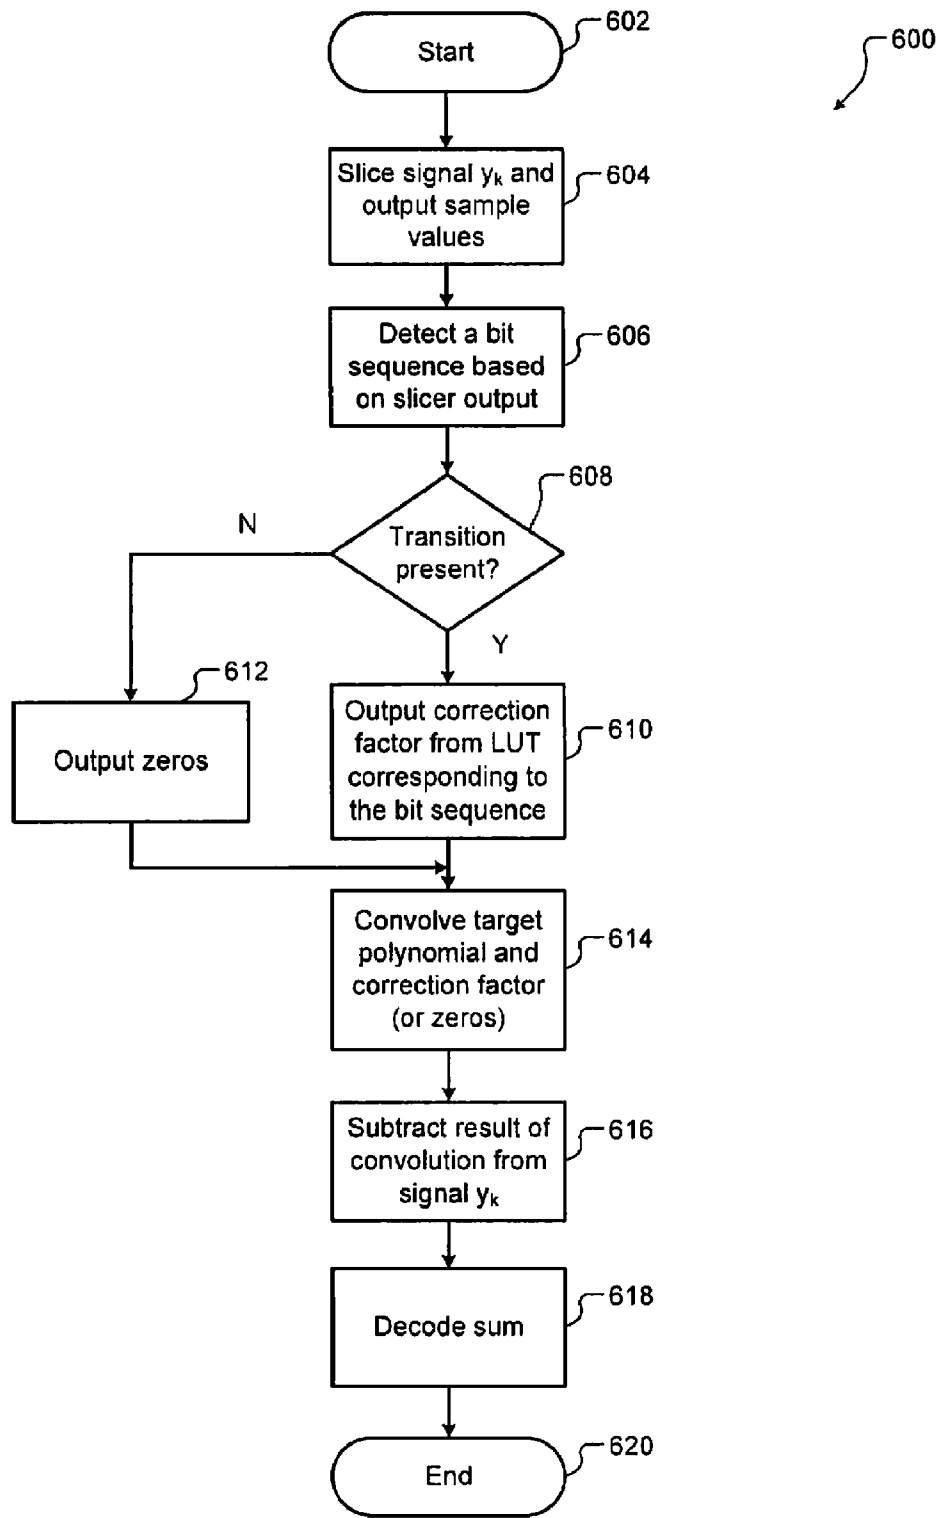 Start
602
600
Slice signal yₖ and
output sample
values
604
Detect a bit
sequence based
on slicer output
606
608
Transition
present?
N
Y
612
Output zeros
Output correction
factor from LUT
corresponding to
the bit sequence
610
Convolve target
polynomial and
correction factor
(or zeros)
614
Subtract result of
convolution from
signal yₖ
616
Decode sum
618
End
620